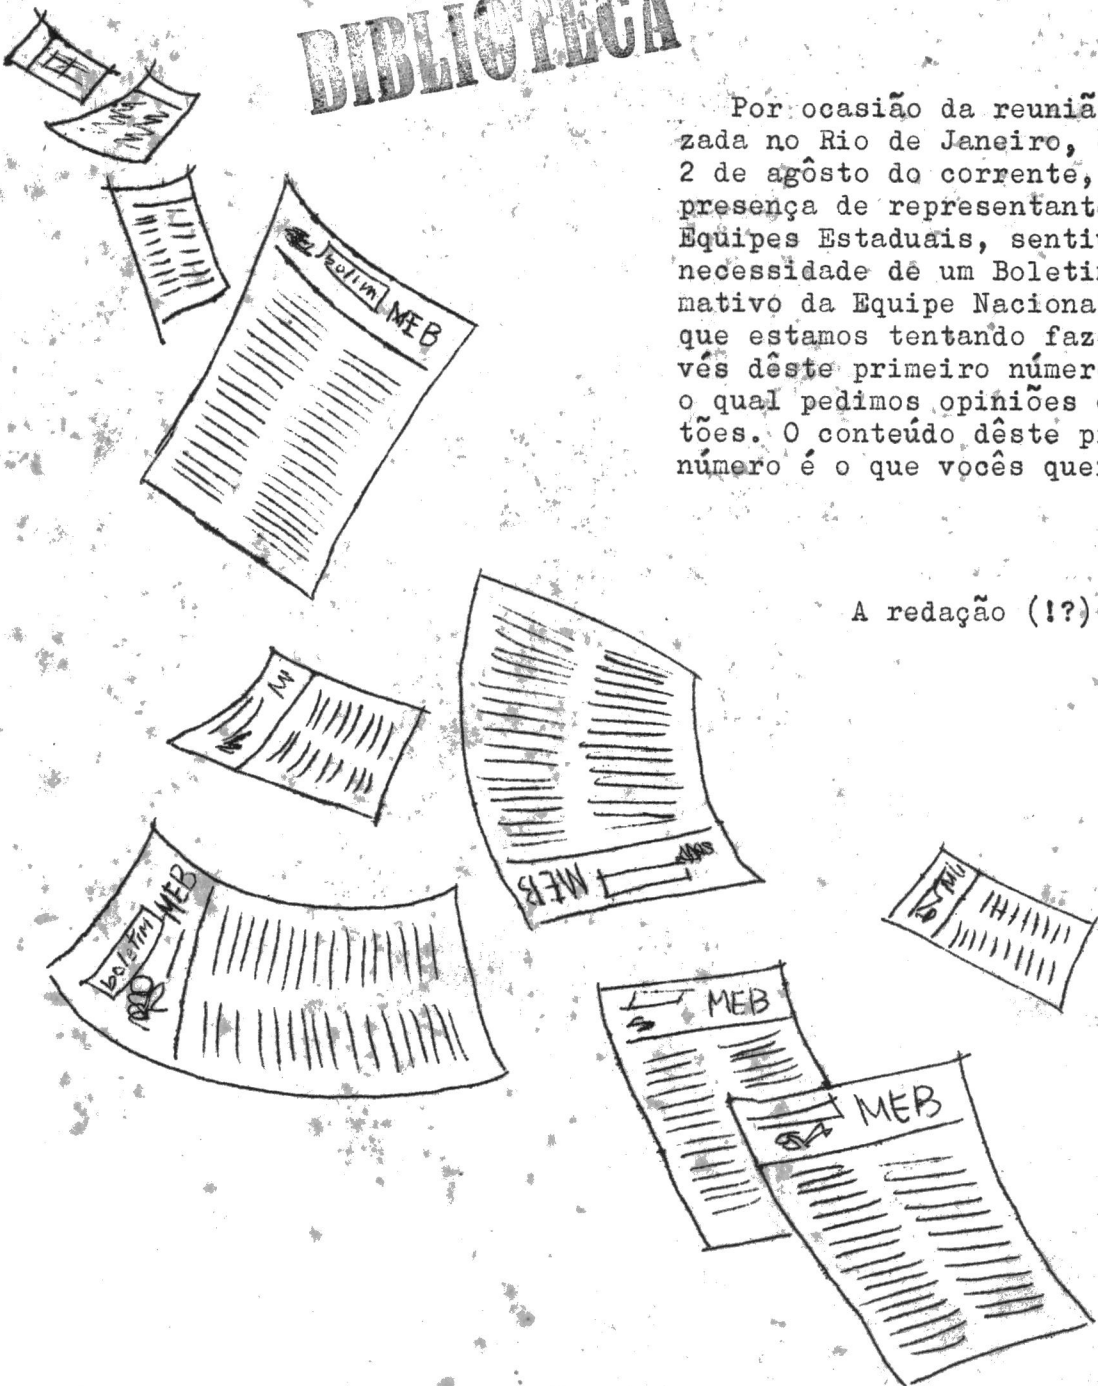 BIBLIOTECA
Por ocasião da reuniã
zada no Rio de Janeiro,
2 de agôsto do corrente,
presença de representant
Equipes Estaduais, senti
necessidade de um Boleti
mativo da Equipe Naciona
que estamos tentando faz
vés dêste primeiro númer
o qual pedimos opiniões
tões. O conteúdo dêste p
número é o que vocês que
A redação (!?)
Bolim MEB
MEB
boletim MEB
MEB
MEB